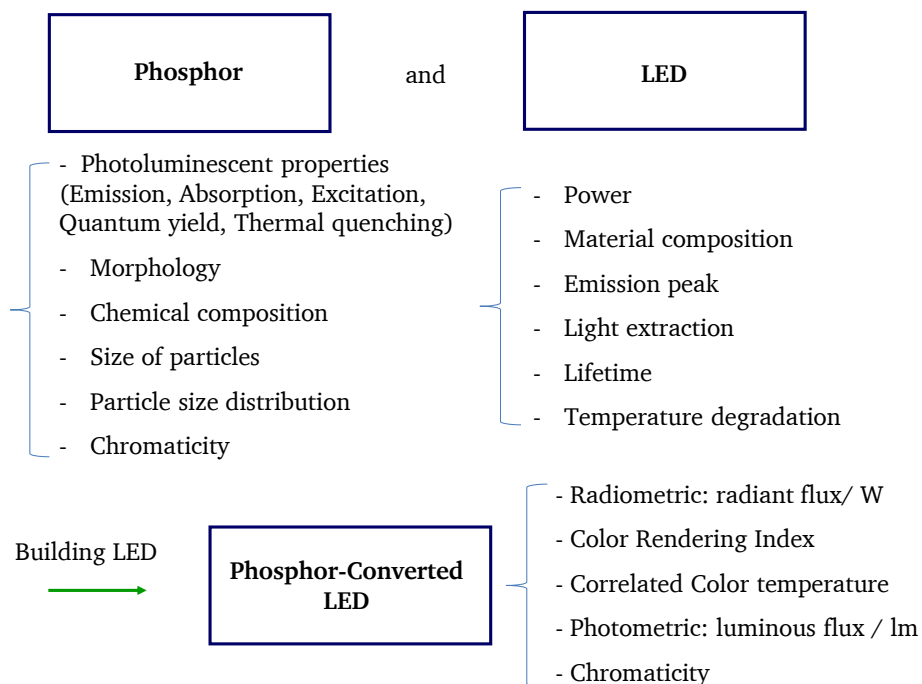 Phosphor
and
LED
- Photoluminescent properties
(Emission, Absorption, Excitation,
Quantum yield, Thermal quenching)
- Morphology
- Chemical composition
- Size of particles
- Particle size distribution
- Chromaticity
- Power
- Material composition
- Emission peak
- Light extraction
- Lifetime
- Temperature degradation
Building LED
Phosphor-Converted
LED
- Radiometric: radiant flux/ W
- Color Rendering Index
- Correlated Color temperature
- Photometric: luminous flux / lm
- Chromaticity